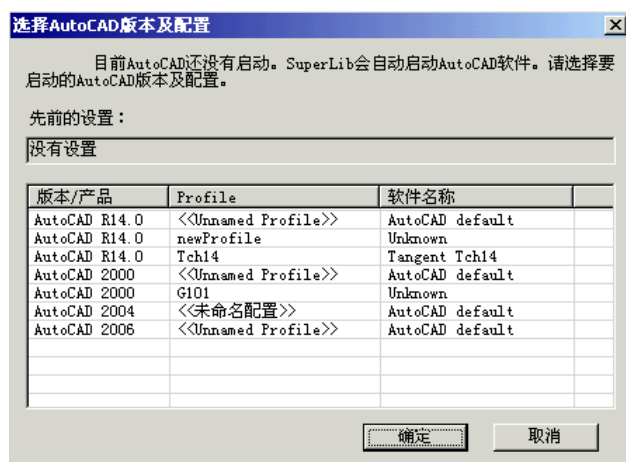 选择AutoCAD版本及配置
目前AutoCAD还没有启动。SuperLib会自动启动AutoCAD软件。请选择要
启动的AutoCAD版本及配置。
先前的设置：
没有设置
版本/产品 Profile 软件名称
AutoCAD R14.0 <<Unnamed Profile>> AutoCAD default
AutoCAD R14.0 newProfile Unknown
AutoCAD R14.0 Tch14 Tangent Tch14
AutoCAD 2000 <<Unnamed Profile>> AutoCAD default
AutoCAD 2000 G101 Unknown
AutoCAD 2004 <<未命名配置>> AutoCAD default
AutoCAD 2006 <<Unnamed Profile>> AutoCAD default
确定 取消